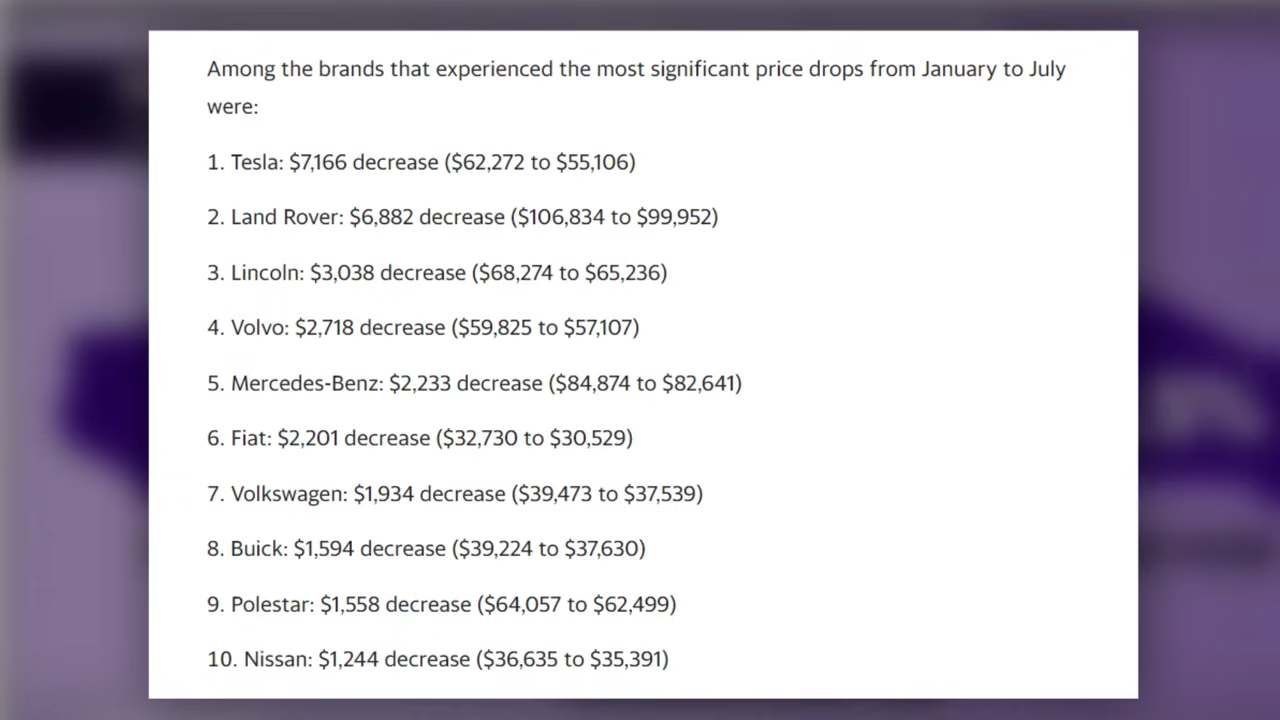 Among the brands that experienced the most significant price drops from January to July
were:
1. Tesla: $7,166 decrease ($62,272 to $55,106)
2. Land Rover: $6,882 decrease ($106,834 to $99,952)
3. Lincoln: $3,038 decrease ($68,274 to $65,236)
4. Volvo: $2,718 decrease ($59,825 to $57,107)
5. Mercedes-Benz: $2,233 decrease ($84,874 to $82,641)
6. Fiat: $2,201 decrease ($32,730 to $30,529)
7. Volkswagen: $1,934 decrease ($39,473 to $37,539)
8. Buick: $1,594 decrease ($39,224 to $37,630)
9. Polestar: $1,558 decrease ($64,057 to $62,499)
10. Nissan: $1,244 decrease ($36,635 to $35,391)